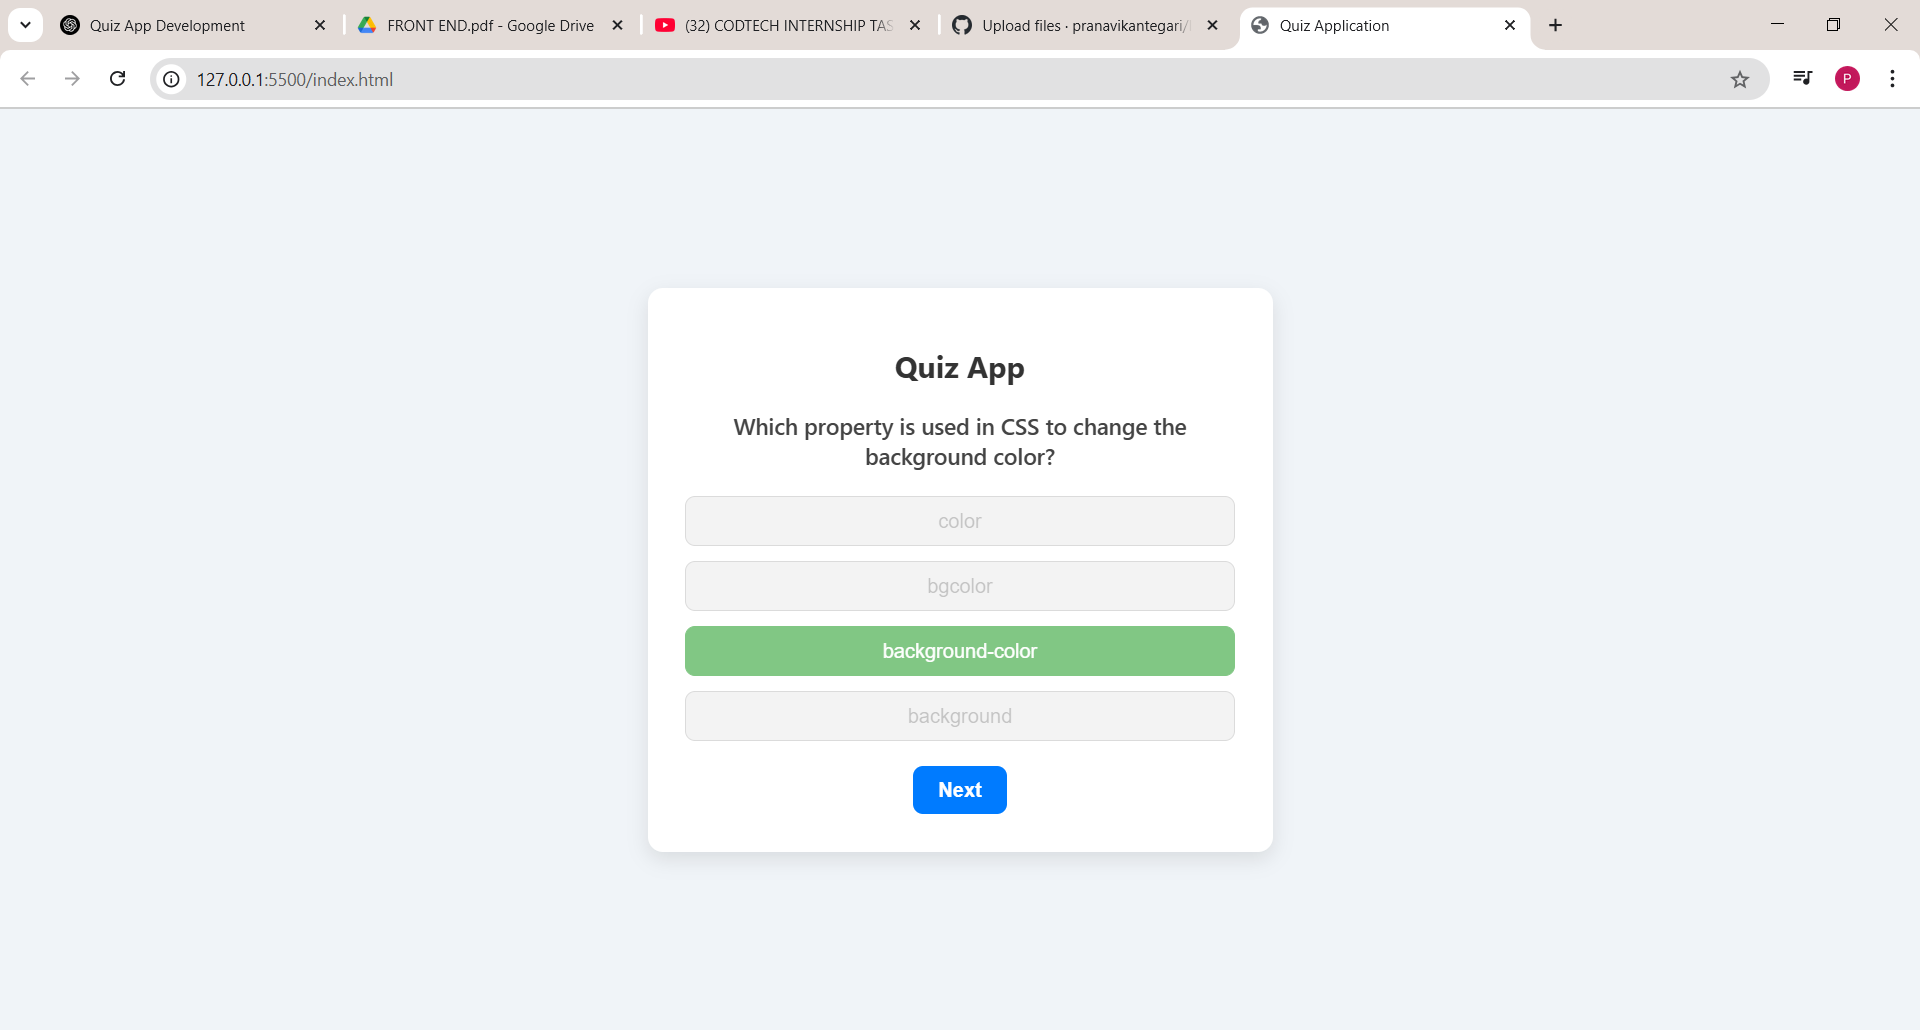 Quiz App Development
FRONT END.pdf - Google Drive
(32) CODTECH INTERNSHIP TAS
Upload files · pranavikantegari/
Quiz Application
127.0.0.1:5500/index.html
P
Quiz App
Which property is used in CSS to change the
background color?
color
bgcolor
background-color
background
Next